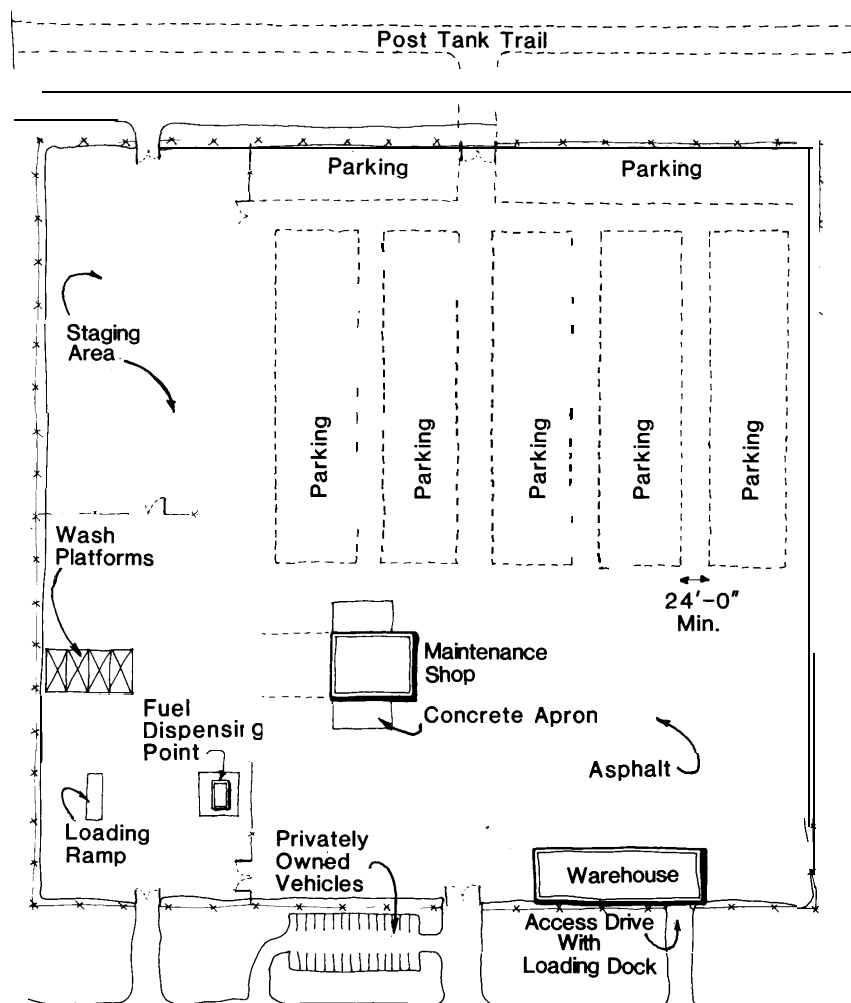 Post Tank Trail
Parking
Parking
Staging
Area
Parking
Parking
Parking
Parking
Parking
Wash
Platforms
24'-0"
Min.
Maintenance
Shop
Fuel
Dispensing
Point
Concrete Apron
Asphalt
Loading
Ramp
Privately
Owned
Vehicles
Warehouse
Access Drive
With
Loading Dock